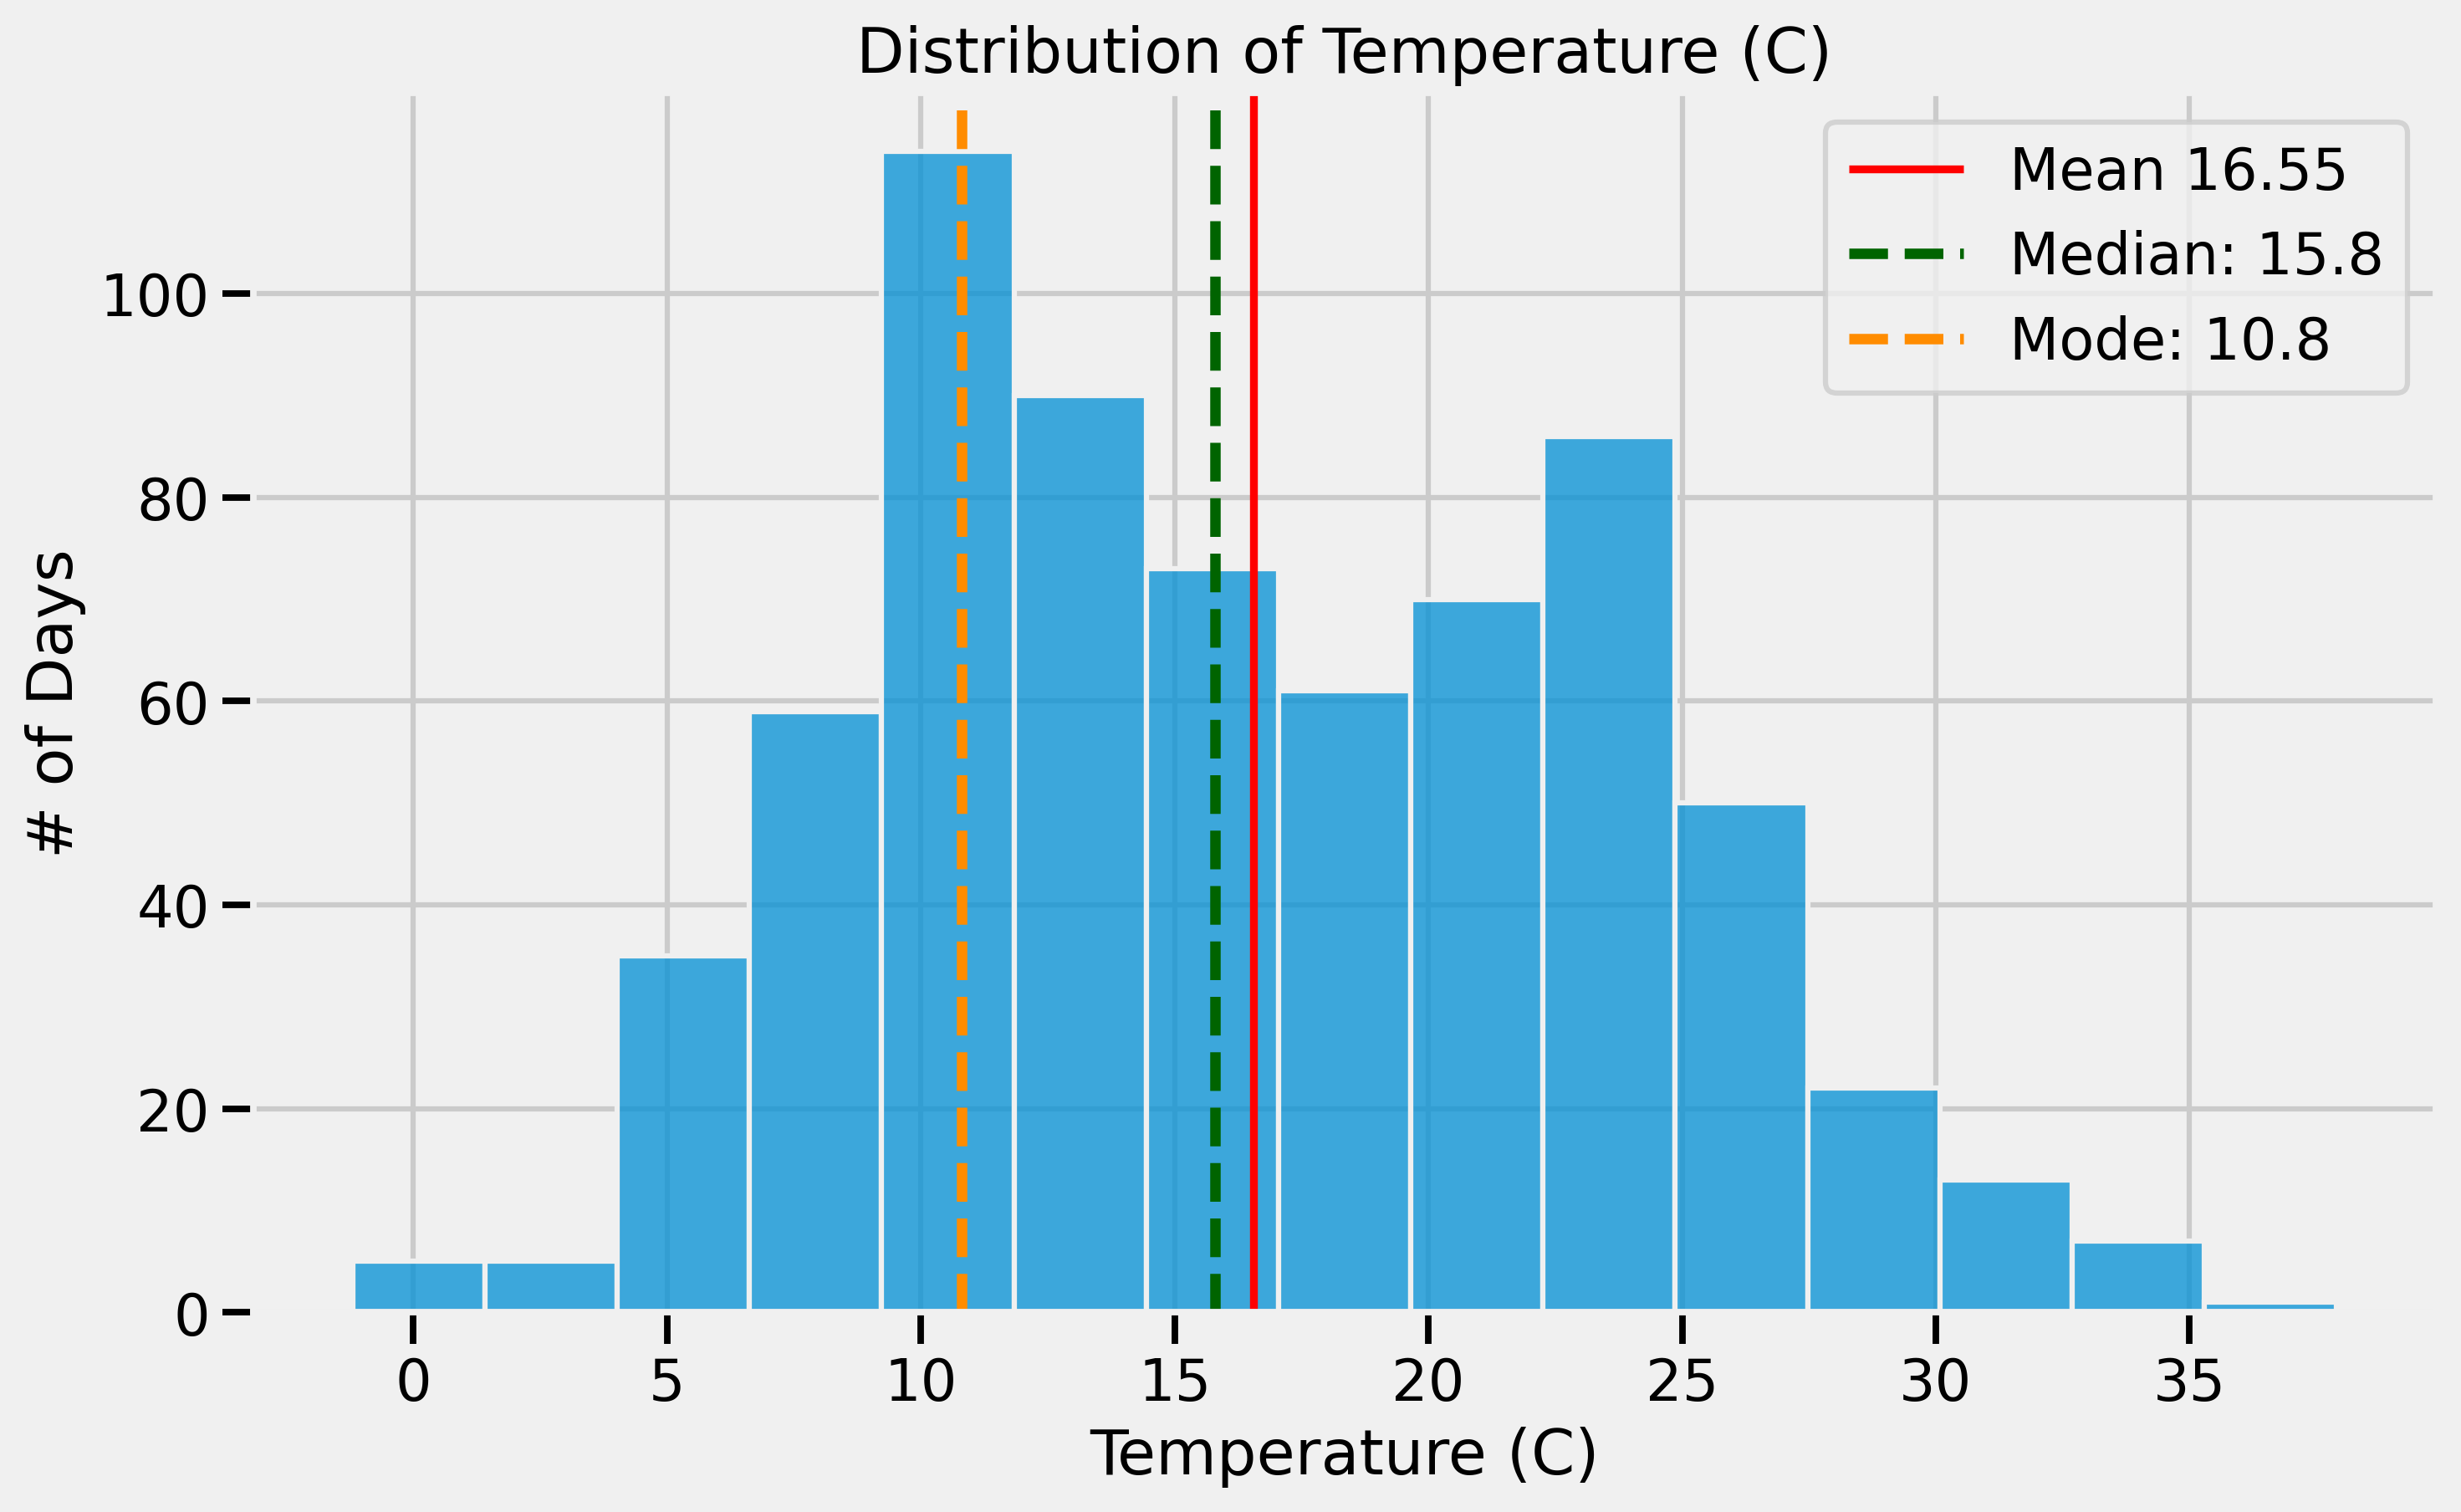 Distribution of Temperature (C)
Mean 16.55
Median: 15.8
Mode: 10.8
# of Days
100
80
60
40
20
0
0 5 10 15 20 25 30 35
Temperature (C)